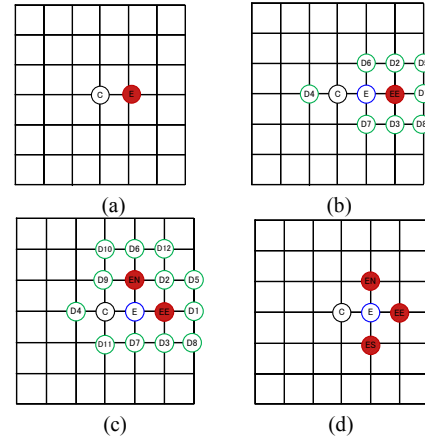 C E
(a)
D6 D2
D4 C E EE
D7 D3 D8
(b)
D10 D6 D12
D9 EN D2 D5
D4 C E EE D1
D11 D7 D3 D8
(c)
EN
C E EE
ES
(d)